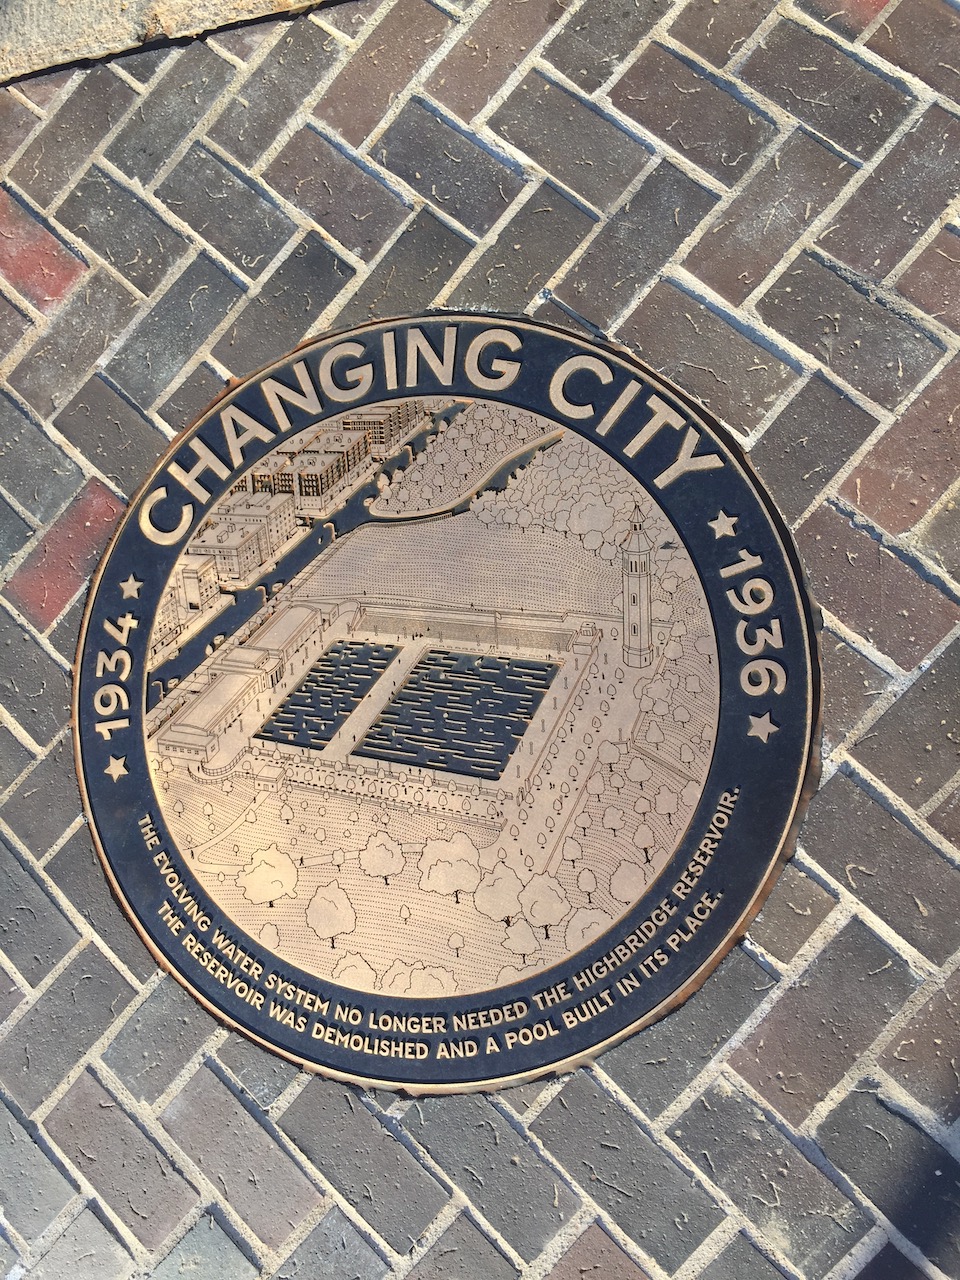 CHANGING CITY
★ 1934 ★
★ 1936 ★
THE EVOLVING WATER SYSTEM NO LONGER NEEDED THE HIGHBRIDGE RESERVOIR.
THE RESERVOIR WAS DEMOLISHED AND A POOL BUILT IN ITS PLACE.